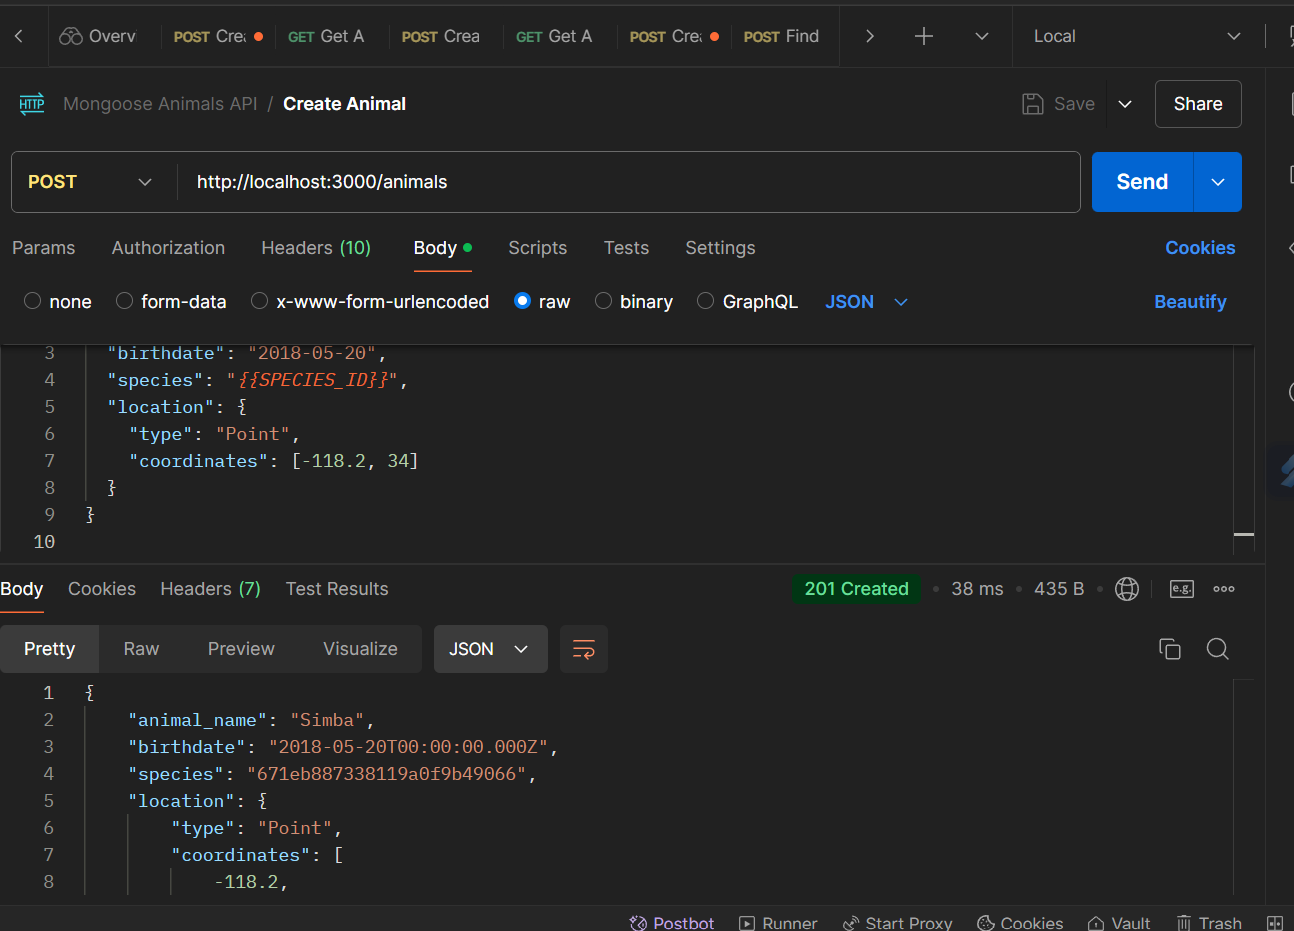 Overv POST Crea GET Get A POST Crea GET Get A POST Crea POST Find Local
HTTP Mongoose Animals API / Create Animal Save Share
POST http://localhost:3000/animals Send
Params Authorization Headers (10) Body Scripts Tests Settings Cookies
none form-data x-www-form-urlencoded raw binary GraphQL JSON Beautify
3 "birthdate": "2018-05-20",
4 "species": "{{SPECIES_ID}}",
5 "location": {
6 "type": "Point",
7 "coordinates": [-118.2, 34]
8 }
9 }
10
Body Cookies Headers (7) Test Results 201 Created • 38 ms • 435 B • e.g.
Pretty Raw Preview Visualize JSON
1 {
2 "animal_name": "Simba",
3 "birthdate": "2018-05-20T00:00:00.000Z",
4 "species": "671eb887338119a0f9b49066",
5 "location": {
6 "type": "Point",
7 "coordinates": [
8 -118.2,
Postbot Runner Start Proxy Cookies Vault Trash